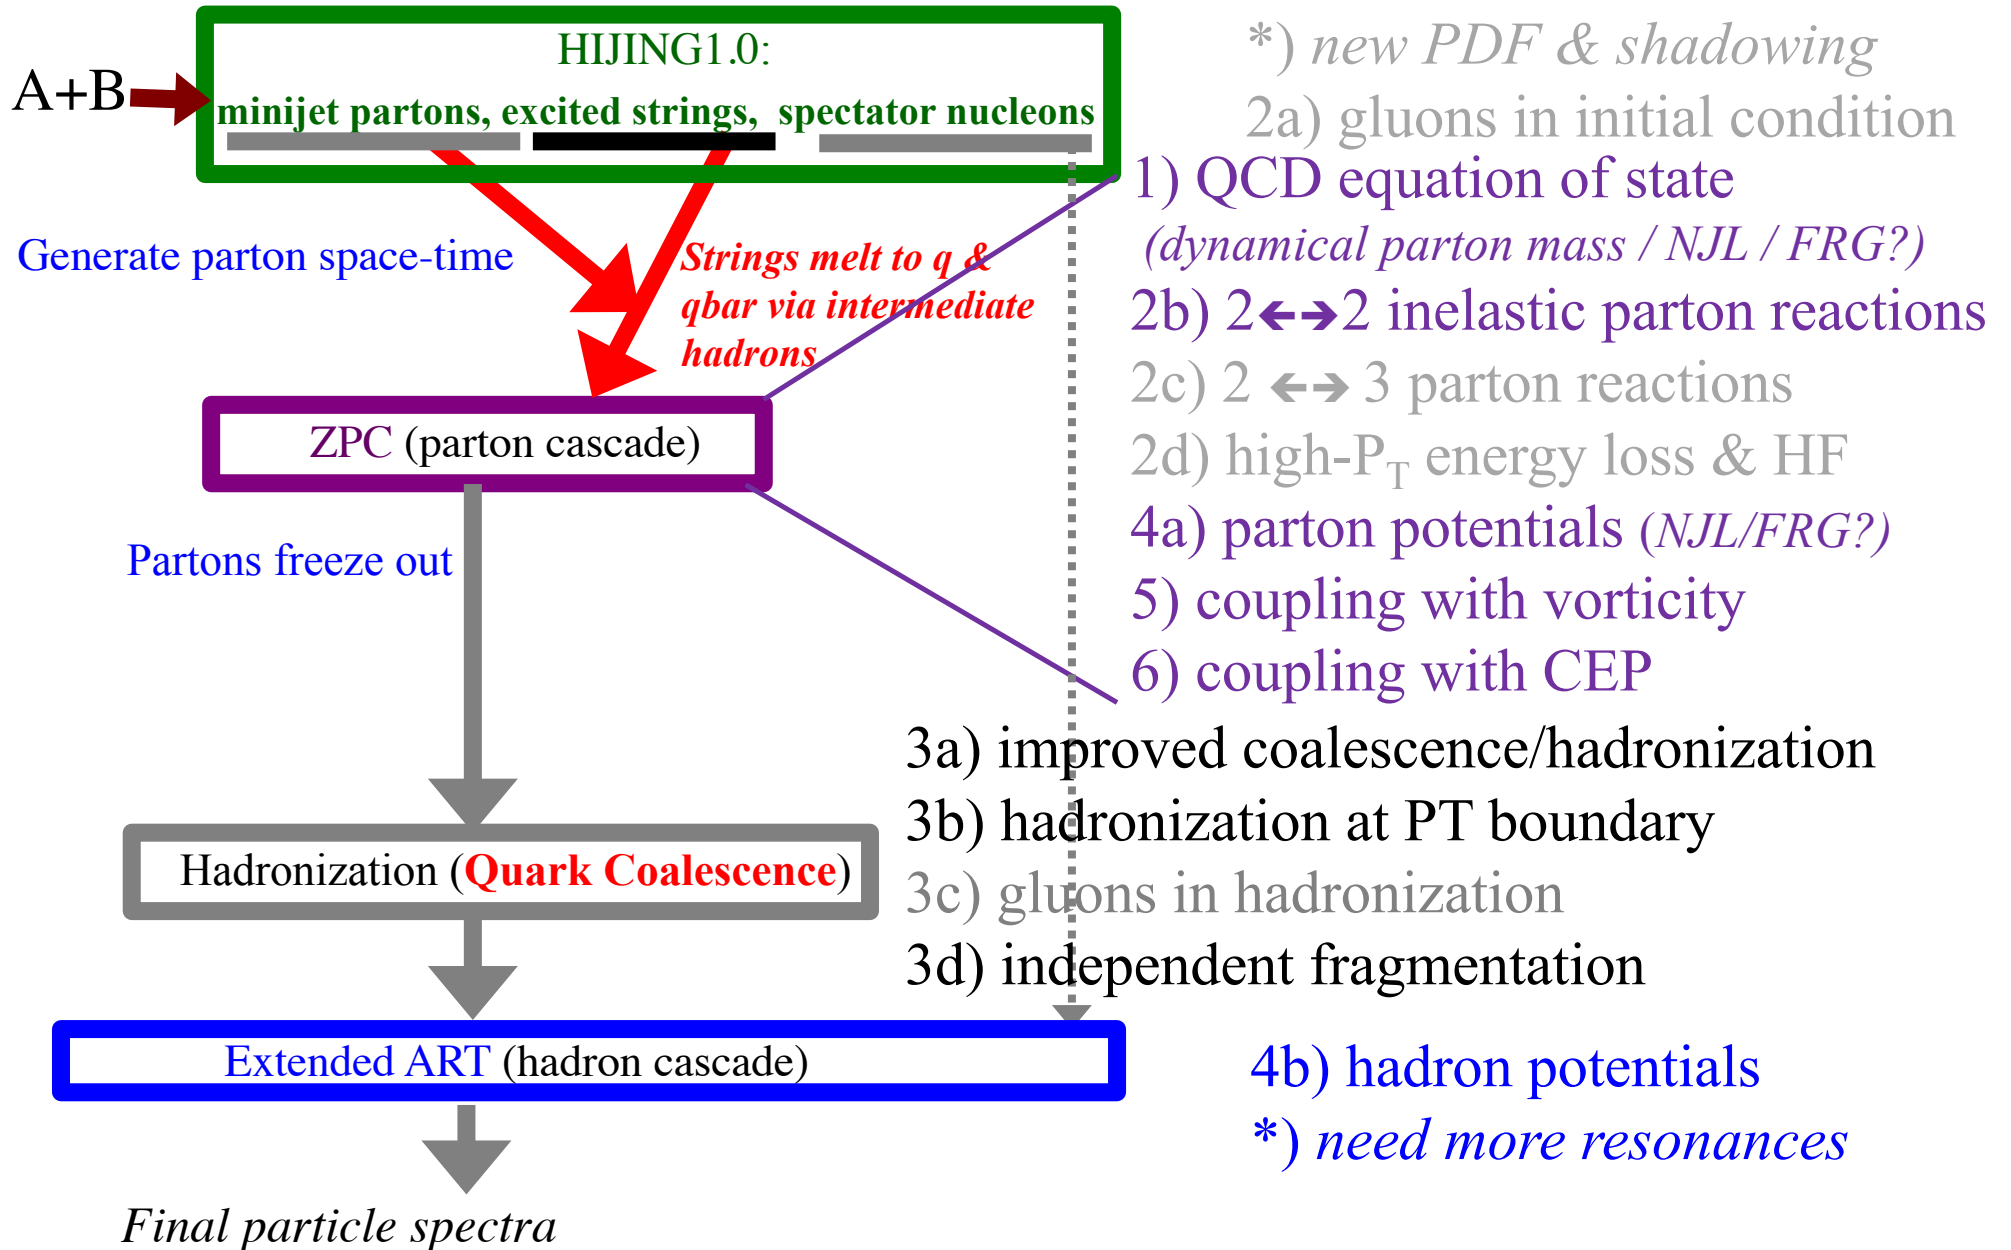 HIJING1.0:
A+B
minijet partons, excited strings, spectator nucleons
Generate parton space-time
Strings melt to q &
qbar via intermediate
hadrons
ZPC (parton cascade)
Partons freeze out
Hadronization (Quark Coalescence)
Extended ART (hadron cascade)
Final particle spectra
*) new PDF & shadowing
2a) gluons in initial condition
1) QCD equation of state
(dynamical parton mass / NJL / FRG?)
2b) 2←→2 inelastic parton reactions
2c) 2 ←→ 3 parton reactions
2d) high-P_T energy loss & HF
4a) parton potentials (NJL/FRG?)
5) coupling with vorticity
6) coupling with CEP
3a) improved coalescence/hadronization
3b) hadronization at PT boundary
3c) gluons in hadronization
3d) independent fragmentation
4b) hadron potentials
*) need more resonances